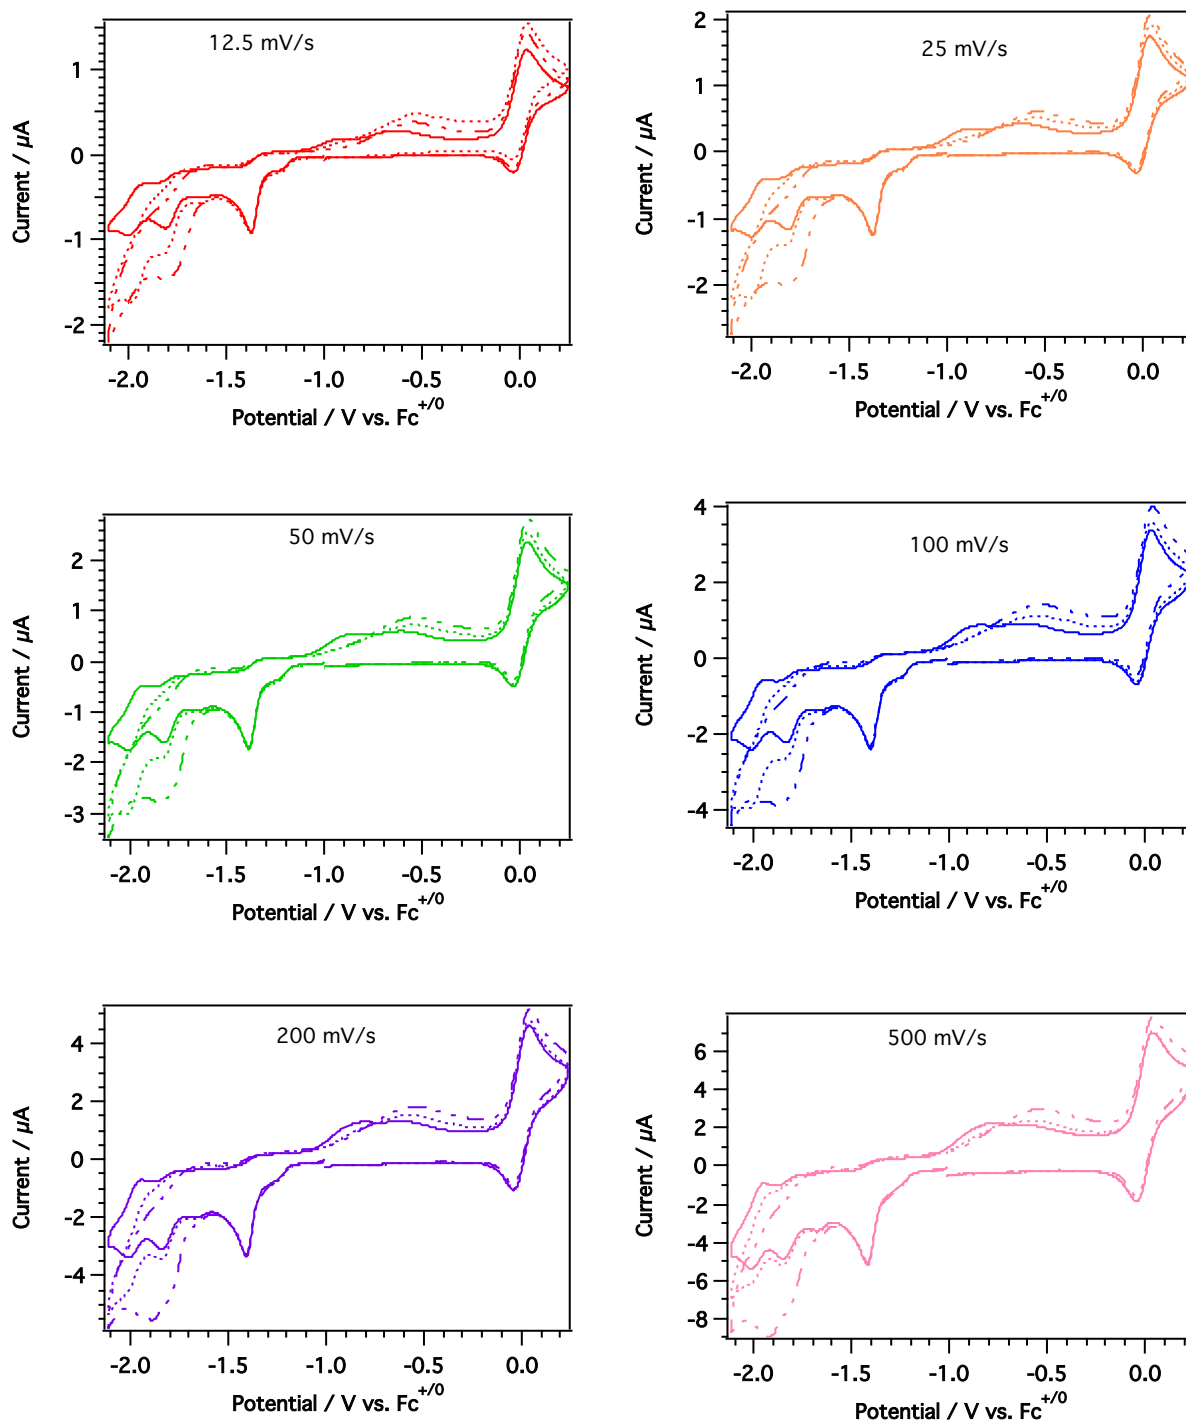 12.5 mV/s
Current / µA
1
0
-1
-2
-2.0 -1.5 -1.0 -0.5 0.0
Potential / V vs. Fc+/0
25 mV/s
Current / µA
2
1
0
-1
-2
-2.0 -1.5 -1.0 -0.5 0.0
Potential / V vs. Fc+/0
50 mV/s
Current / µA
2
1
0
-1
-2
-3
-2.0 -1.5 -1.0 -0.5 0.0
Potential / V vs. Fc+/0
100 mV/s
Current / µA
4
2
0
-2
-4
-2.0 -1.5 -1.0 -0.5 0.0
Potential / V vs. Fc+/0
200 mV/s
Current / µA
4
2
0
-2
-4
-2.0 -1.5 -1.0 -0.5 0.0
Potential / V vs. Fc+/0
500 mV/s
Current / µA
6
4
2
0
-2
-4
-6
-8
-2.0 -1.5 -1.0 -0.5 0.0
Potential / V vs. Fc+/0